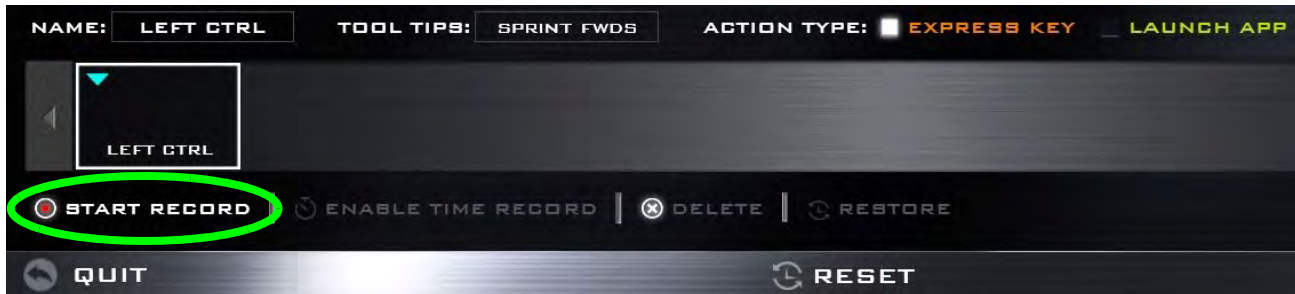 NAME: LEFT CTRL TOOL TIPS: SPRINT FWDS ACTION TYPE: EXPRESS KEY LAUNCH APP
LEFT CTRL
START RECORD ENABLE TIME RECORD DELETE RESTORE
QUIT RESET